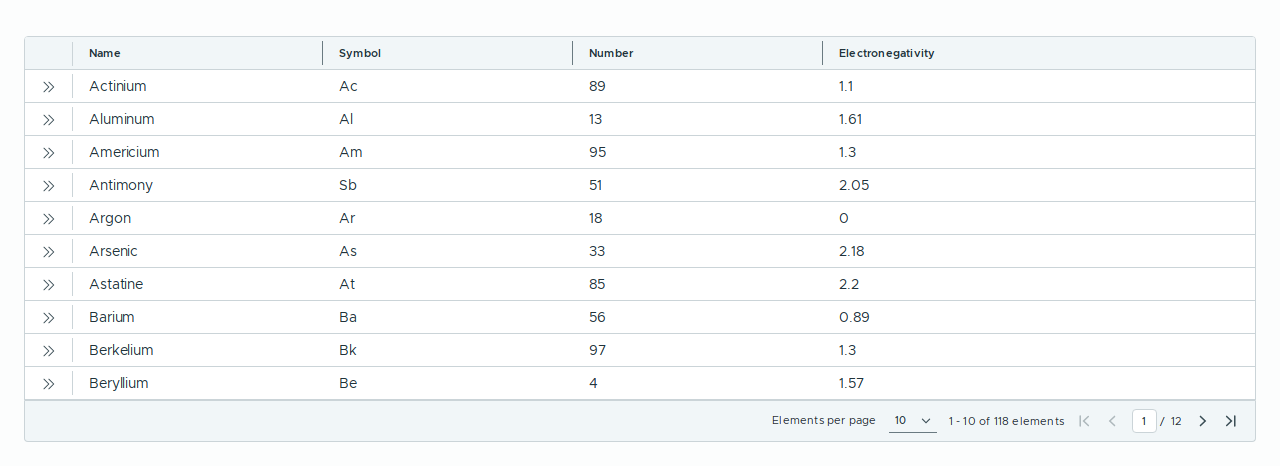 Name Symbol Number Electronegativity
Actinium Ac 89 1.1
Aluminum Al 13 1.61
Americium Am 95 1.3
Antimony Sb 51 2.05
Argon Ar 18 0
Arsenic As 33 2.18
Astatine At 85 2.2
Barium Ba 56 0.89
Berkelium Bk 97 1.3
Beryllium Be 4 1.57
Elements per page 10 1 - 10 of 118 elements 1 / 12